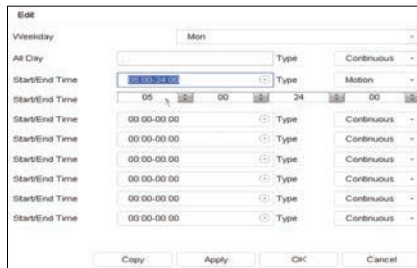 Edit
Weekday Mon
All Day Type Continuous
Start/End Time 05:00-24:00 Type Motion
Start/End Time 05 00 24 00
Start/End Time 00:00-00:00 Type Continuous
Start/End Time 00:00-00:00 Type Continuous
Start/End Time 00:00-00:00 Type Continuous
Start/End Time 00:00-00:00 Type Continuous
Start/End Time 00:00-00:00 Type Continuous
Start/End Time 00:00-00:00 Type Continuous
Copy Apply OK Cancel